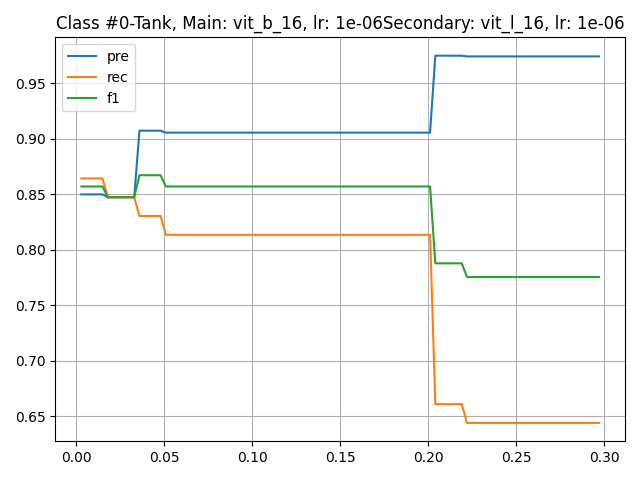 Class #0-Tank, Main: vit_b_16, lr: 1e-06Secondary: vit_l_16, lr: 1e-06
pre
rec
f1
0.95
0.90
0.85
0.80
0.75
0.70
0.65
0.00 0.05 0.10 0.15 0.20 0.25 0.30